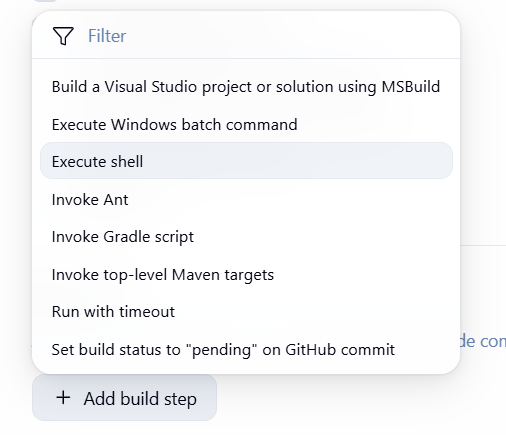 Filter
Build a Visual Studio project or solution using MSBuild
Execute Windows batch command
Execute shell
Invoke Ant
Invoke Gradle script
Invoke top-level Maven targets
Run with timeout
Set build status to "pending" on GitHub commit
+ Add build step